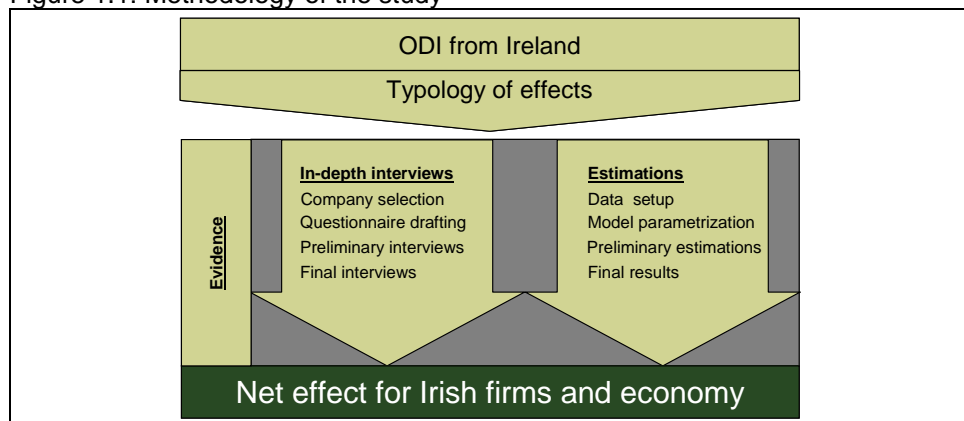 Figure 1.1: Methodology of the study
ODI from Ireland
Typology of effects
Evidence
In-depth interviews
Company selection
Questionnaire drafting
Preliminary interviews
Final interviews
Estimations
Data setup
Model parametrization
Preliminary estimations
Final results
Net effect for Irish firms and economy